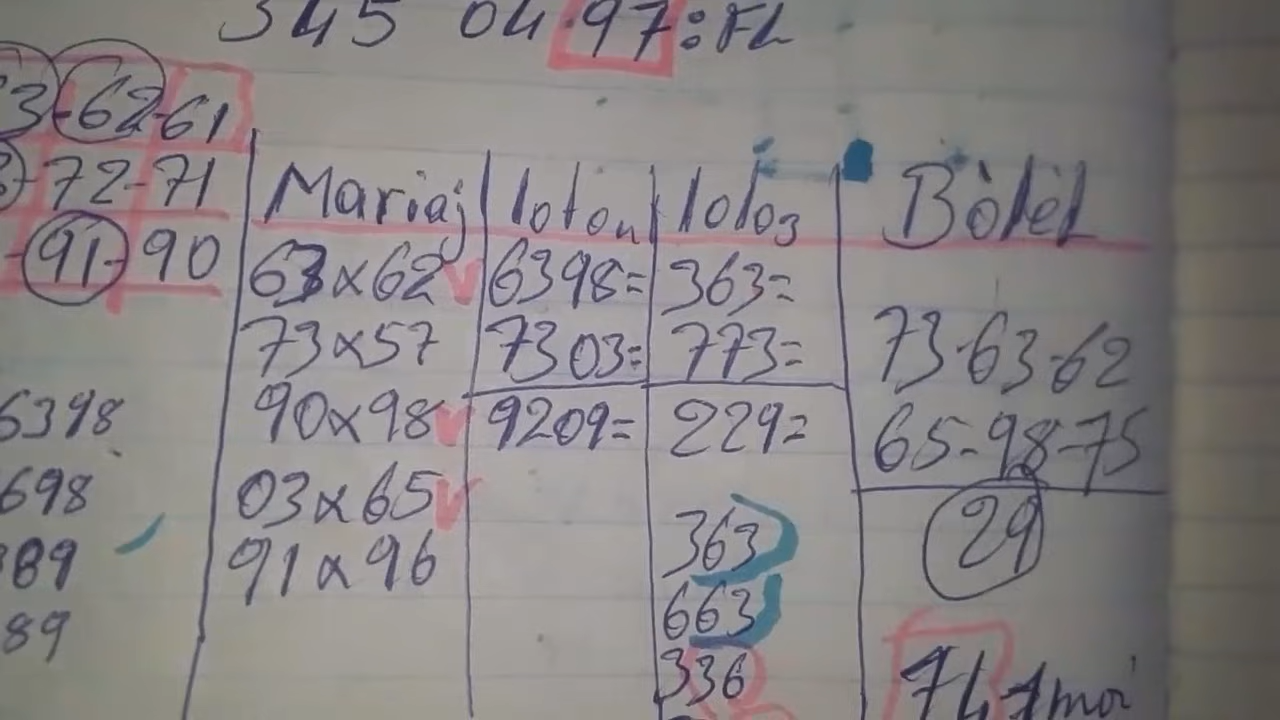 345 04.97:FL
3-62-61
72-71
91-90
Mariaj loto4 loto3 Bòlèt
63x62 6398= 363=
73x57 7303= 773= 73-63-62
90x98 9209= 229= 65-98-75
6398
03x65 29
698
363
91x96
89
663
89
336
74 1moi